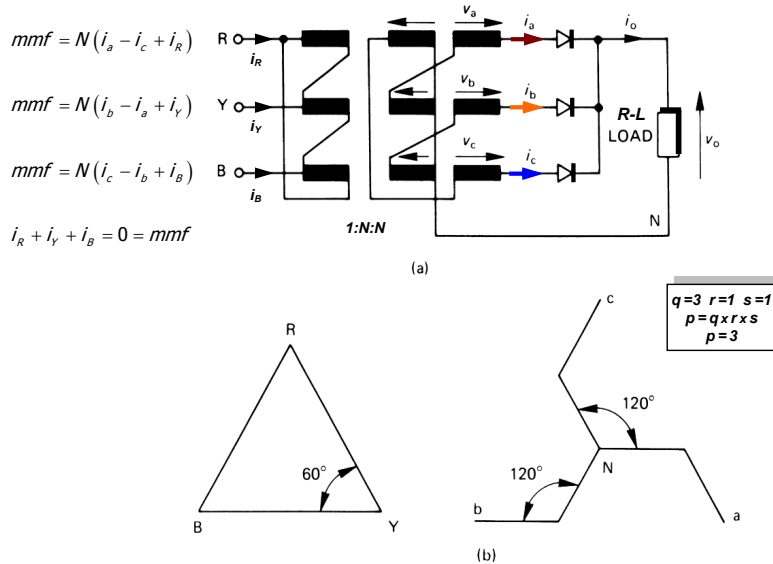 mmf = N(i_a − i_c + i_R)
R
i_R
v_a
i_a
i_o
mmf = N(i_b − i_a + i_Y)
Y
i_Y
v_b
i_b
R-L
LOAD
v_o
mmf = N(i_c − i_b + i_B)
B
i_B
v_c
i_c
N
i_R + i_Y + i_B = 0 = mmf
1:N:N
(a)
q=3 r=1 s=1
p=q x r x s
p=3
c
R
120°
60°
N
120°
B
Y
b
a
(b)